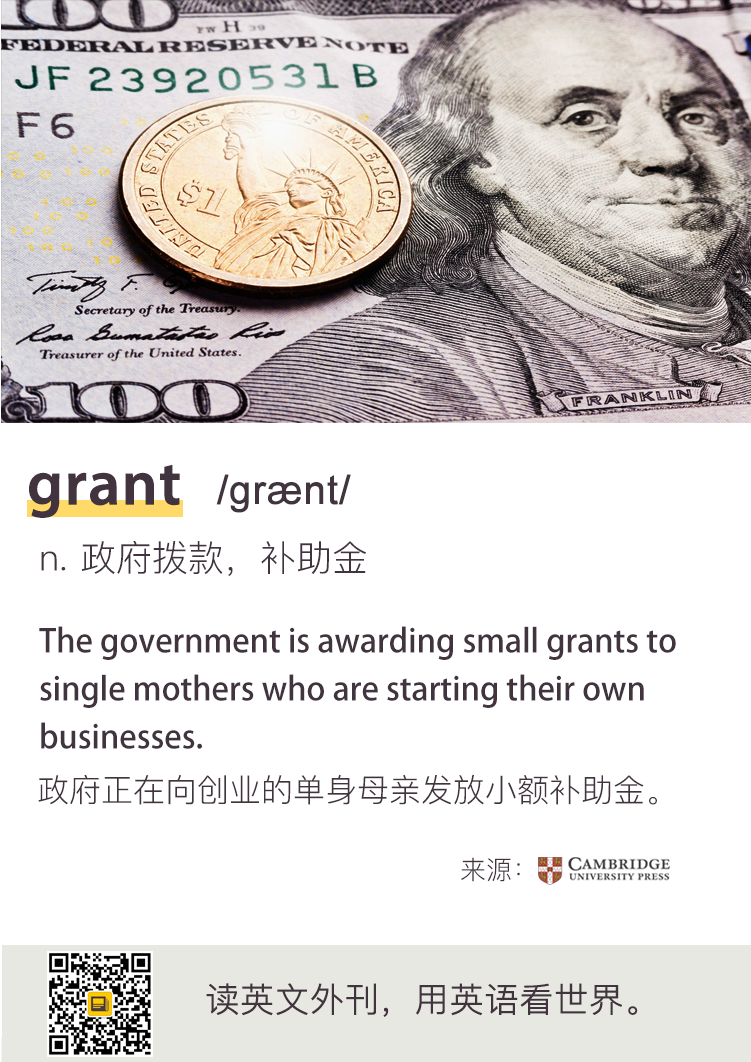 100
FW H 39
FEDERAL RESERVE NOTE
JF 23920531 B
F6
UNITED STATES OF AMERICA
$1
Secretary of the Treasury.
Treasurer of the United States.
100
FRANKLIN
grant /grænt/
n. 政府拨款，补助金
The government is awarding small grants to
single mothers who are starting their own
businesses.
政府正在向创业的单身母亲发放小额补助金。
来源： CAMBRIDGE
UNIVERSITY PRESS
读英文外刊，用英语看世界。